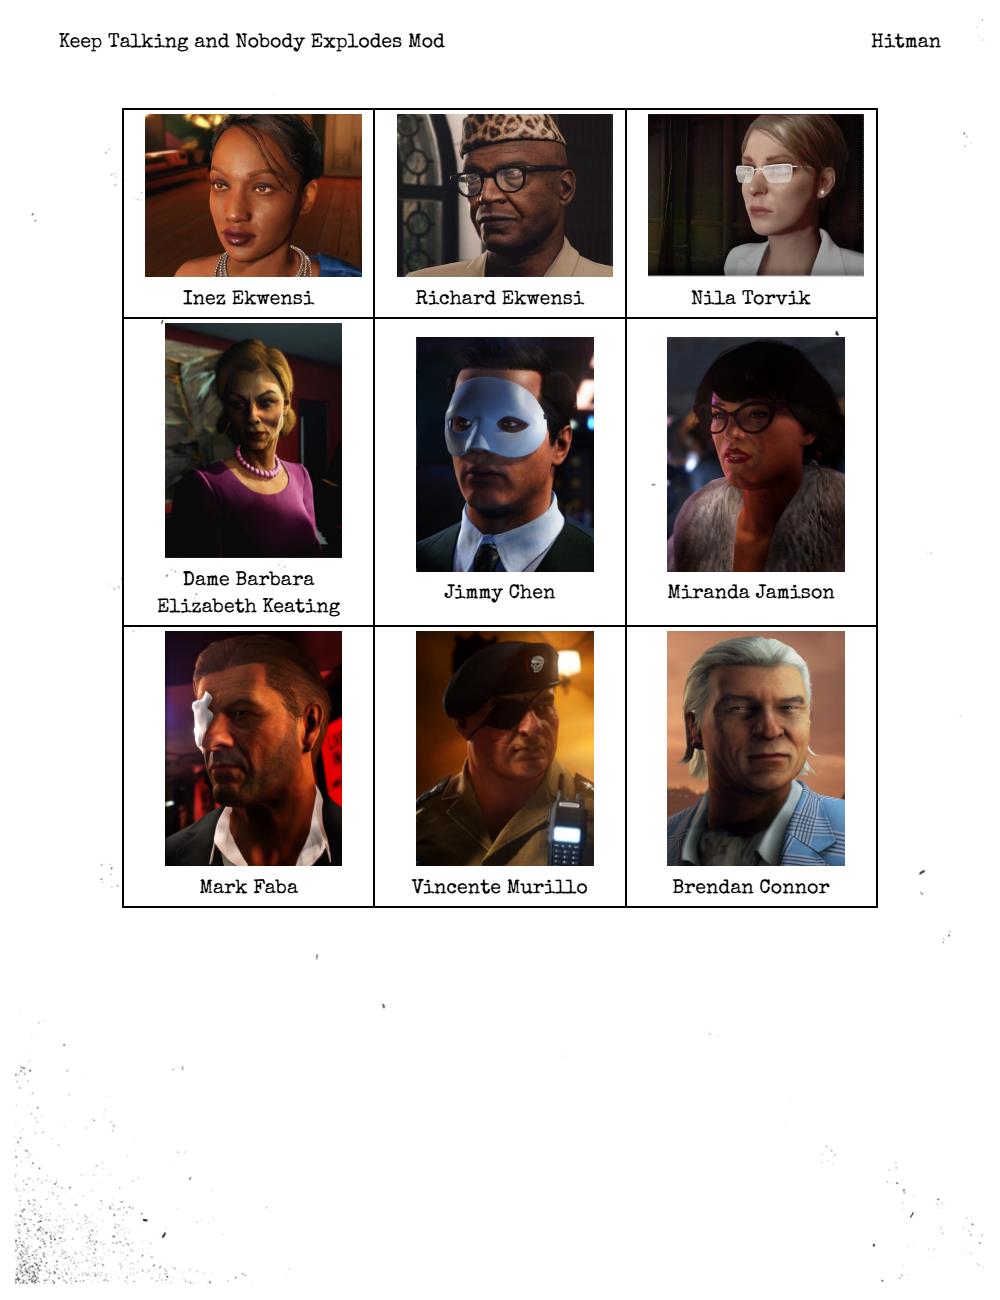 Keep Talking and Nobody Explodes Mod
Hitman
Inez Ekwensi
Richard Ekwensi
Nila Torvik
Dame Barbara
Elizabeth Keating
Jimmy Chen
Miranda Jamison
Mark Faba
Vincente Murillo
Brendan Connor